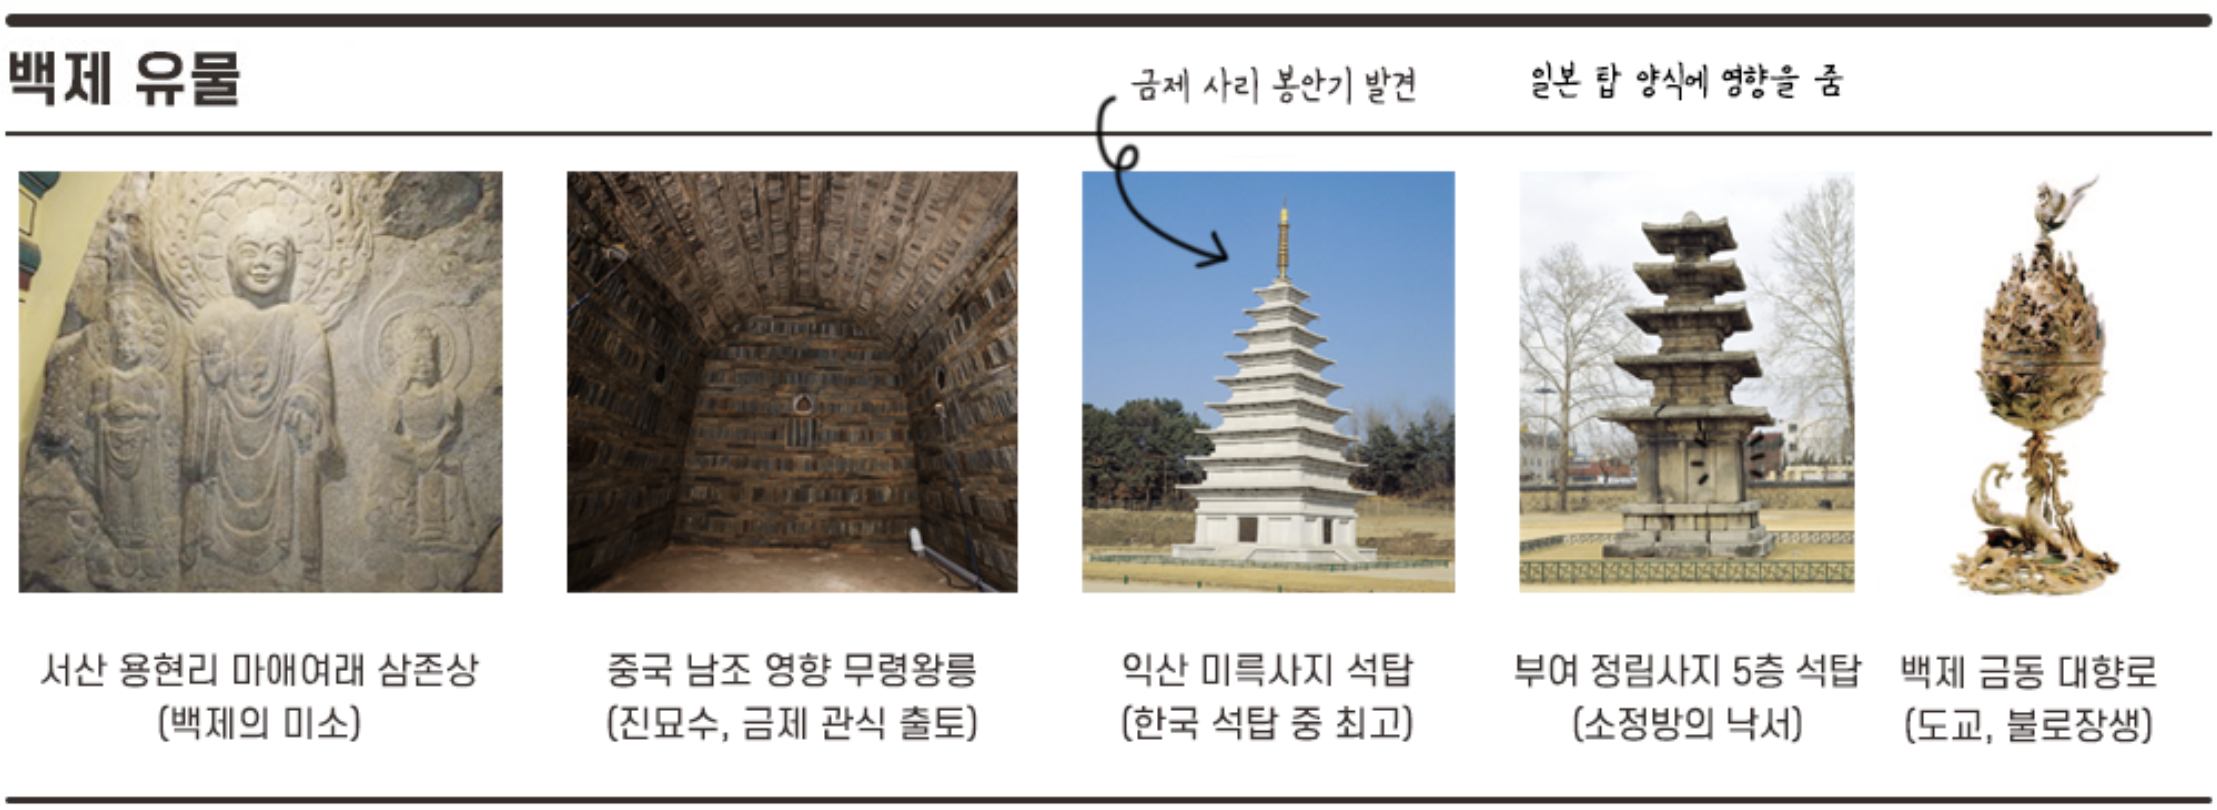 백제 유물
금제 사리 봉안기 발견
일본 탑 양식에 영향을 줌
서산 용현리 마애여래 삼존상
(백제의 미소)
중국 남조 영향 무령왕릉
(진묘수, 금제 관식 출토)
익산 미륵사지 석탑
(한국 석탑 중 최고)
부여 정림사지 5층 석탑
(소정방의 낙서)
백제 금동 대향로
(도교, 불로장생)